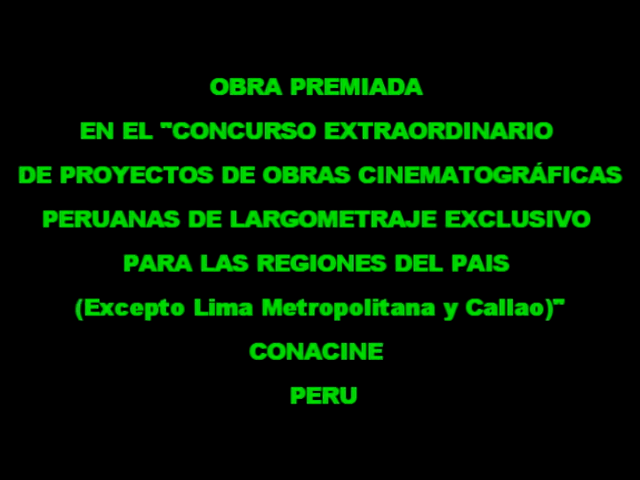 OBRA PREMIADA
EN EL "CONCURSO EXTRAORDINARIO
DE PROYECTOS DE OBRAS CINEMATOGRÁFICAS
PERUANAS DE LARGOMETRAJE EXCLUSIVO
PARA LAS REGIONES DEL PAIS
(Excepto Lima Metropolitana y Callao)"
CONACINE
PERU